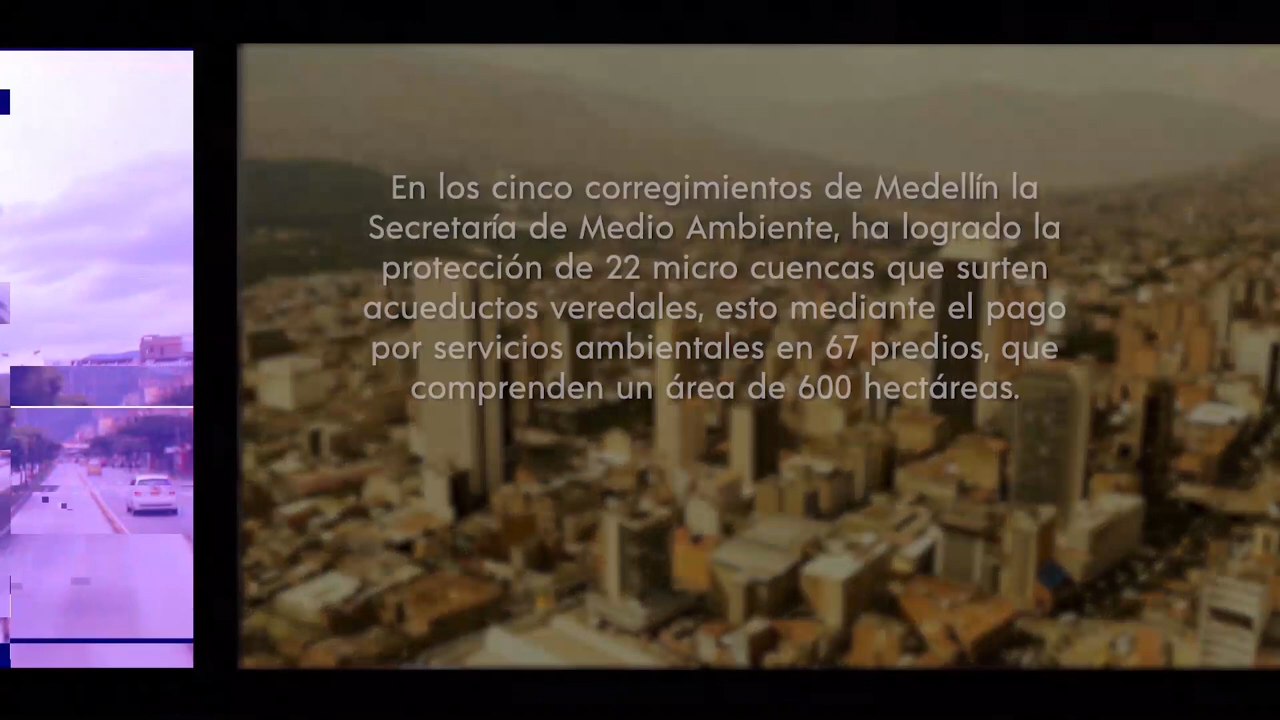 En los cinco corregimientos de Medellín la
Secretaría de Medio Ambiente, ha logrado la
protección de 22 micro cuencas que surten
acueductos veredales, esto mediante el pago
por servicios ambientales en 67 predios, que
comprenden un área de 600 hectáreas.